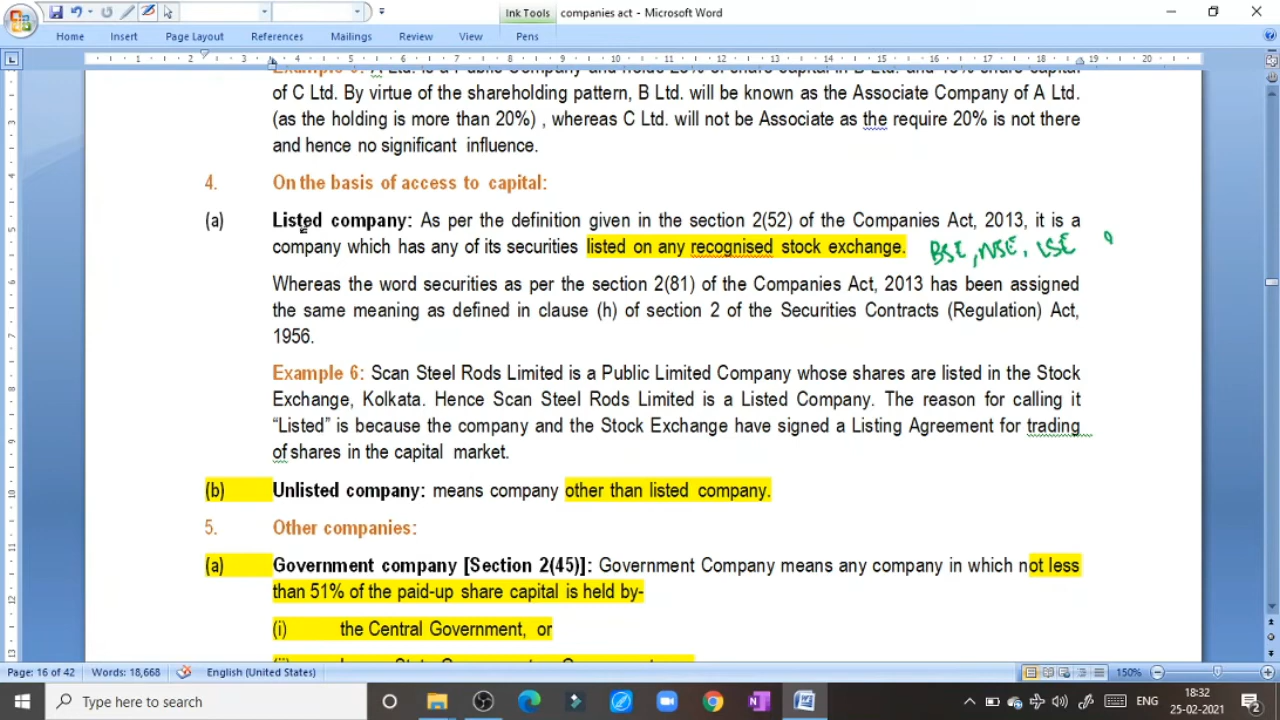 Ink Tools
companies act - Microsoft Word
Home Insert Page Layout References Mailings Review View Pens
of C Ltd. By virtue of the shareholding pattern, B Ltd. will be known as the Associate Company of A Ltd.
(as the holding is more than 20%) , whereas C Ltd. will not be Associate as the require 20% is not there
and hence no significant influence.
4. On the basis of access to capital:
(a) Listed company: As per the definition given in the section 2(52) of the Companies Act, 2013, it is a
company which has any of its securities listed on any recognised stock exchange. BSE, NSE,
Whereas the word securities as per the section 2(81) of the Companies Act, 2013 has been assigned
the same meaning as defined in clause (h) of section 2 of the Securities Contracts (Regulation) Act,
1956.
Example 6: Scan Steel Rods Limited is a Public Limited Company whose shares are listed in the Stock
Exchange, Kolkata. Hence Scan Steel Rods Limited is a Listed Company. The reason for calling it
“Listed” is because the company and the Stock Exchange have signed a Listing Agreement for trading
of shares in the capital market.
(b) Unlisted company: means company other than listed company.
5. Other companies:
(a) Government company [Section 2(45)]: Government Company means any company in which not less
than 51% of the paid-up share capital is held by-
(i) the Central Government, or
Page: 16 of 42 Words: 18,668 English (United States) 150%
Type here to search
ENG
18:32
25-02-2021
2